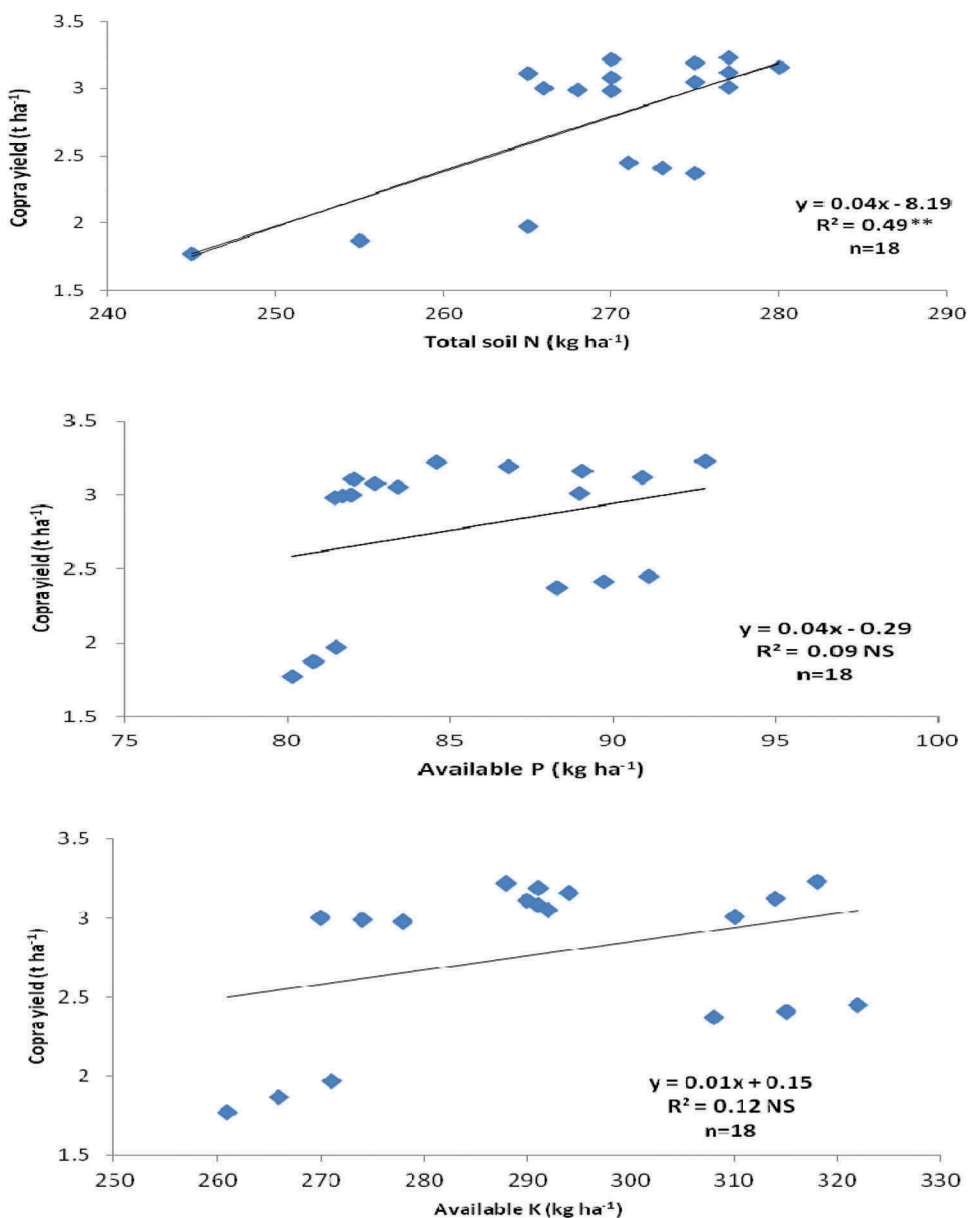 3.5
3
2.5
2
1.5
Copra yield (t ha⁻¹)
y = 0.04x - 8.19
R² = 0.49 **
n=18
240 250 260 270 280 290
Total soil N (kg ha⁻¹)
3.5
3
2.5
2
1.5
Copra yield (t ha⁻¹)
y = 0.04x - 0.29
R² = 0.09 NS
n=18
75 80 85 90 95 100
Available P (kg ha⁻¹)
3.5
3
2.5
2
1.5
Copra yield (t ha⁻¹)
y = 0.01x + 0.15
R² = 0.12 NS
n=18
250 260 270 280 290 300 310 320 330
Available K (kg ha⁻¹)